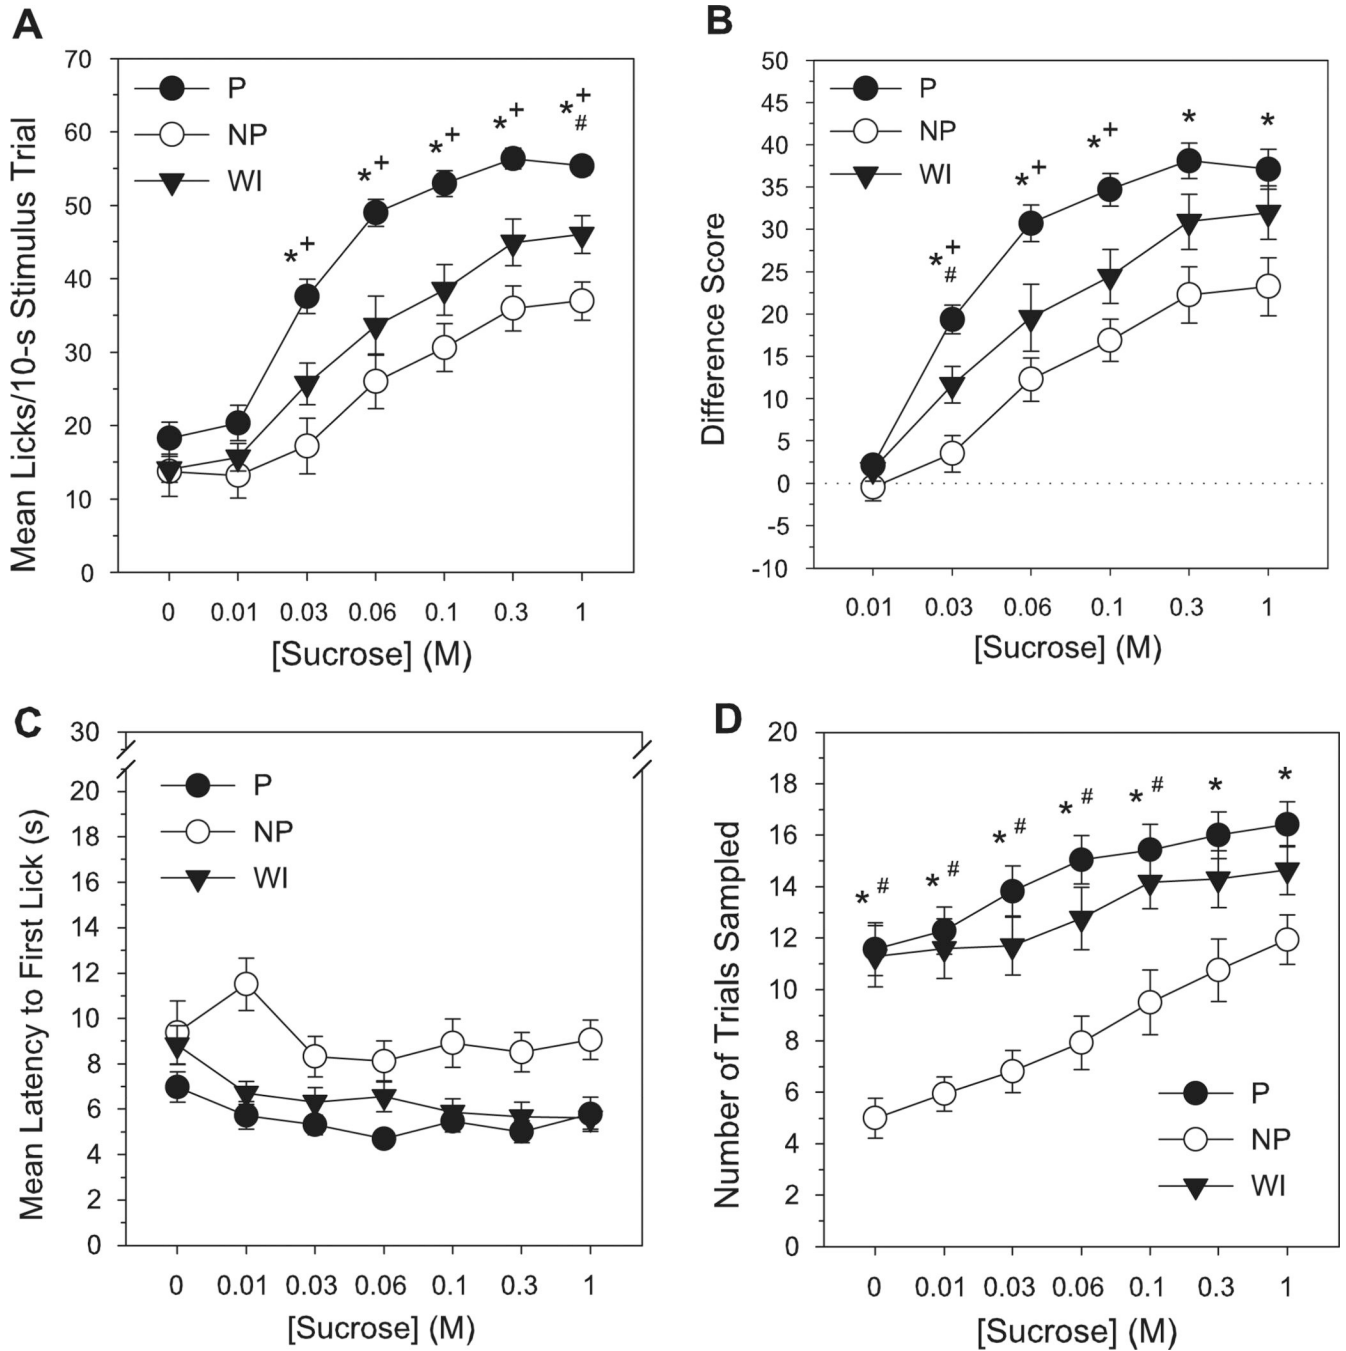 A
Mean Licks/10-s Stimulus Trial
70
60
50
40
30
20
10
0
P
NP
WI
*+
*+
*+
*+
*+
#
0 0.01 0.03 0.06 0.1 0.3 1
[Sucrose] (M)
B
Difference Score
50
45
40
35
30
25
20
15
10
5
0
-5
-10
P
NP
WI
*+
#
*+
*+
*
*
0.01 0.03 0.06 0.1 0.3 1
[Sucrose] (M)
C
Mean Latency to First Lick (s)
30
20
18
16
14
12
10
8
6
4
2
0
P
NP
WI
0 0.01 0.03 0.06 0.1 0.3 1
[Sucrose] (M)
D
Number of Trials Sampled
20
18
16
14
12
10
8
6
4
2
0
* #
* #
* #
* #
* #
*
*
P
NP
WI
0 0.01 0.03 0.06 0.1 0.3 1
[Sucrose] (M)